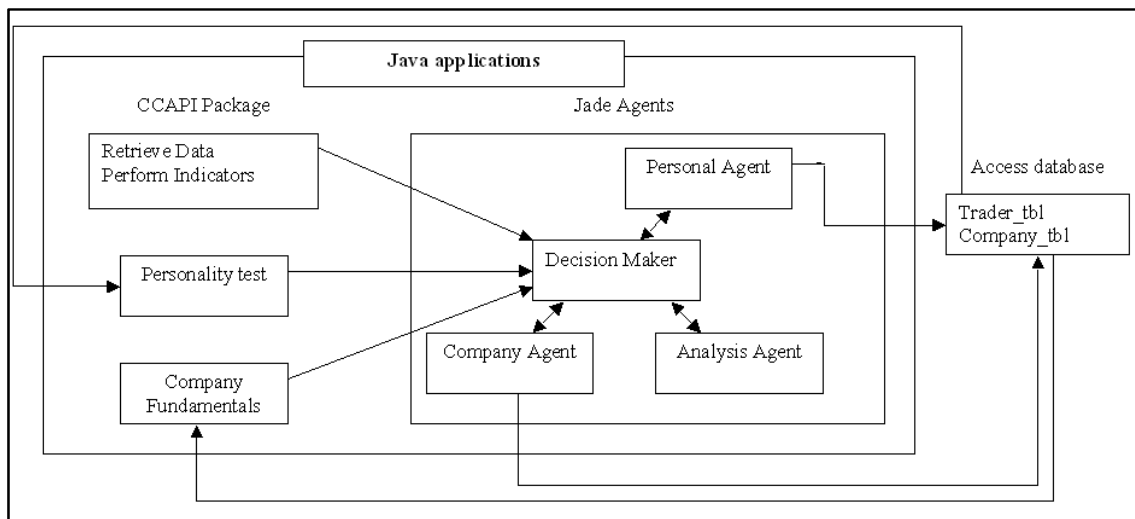 Java applications
CCAPI Package
Jade Agents
Retrieve Data
Perform Indicators
Personal Agent
Access database
Trader_tbl
Company_tbl
Personality test
Decision Maker
Company Agent
Analysis Agent
Company
Fundamentals